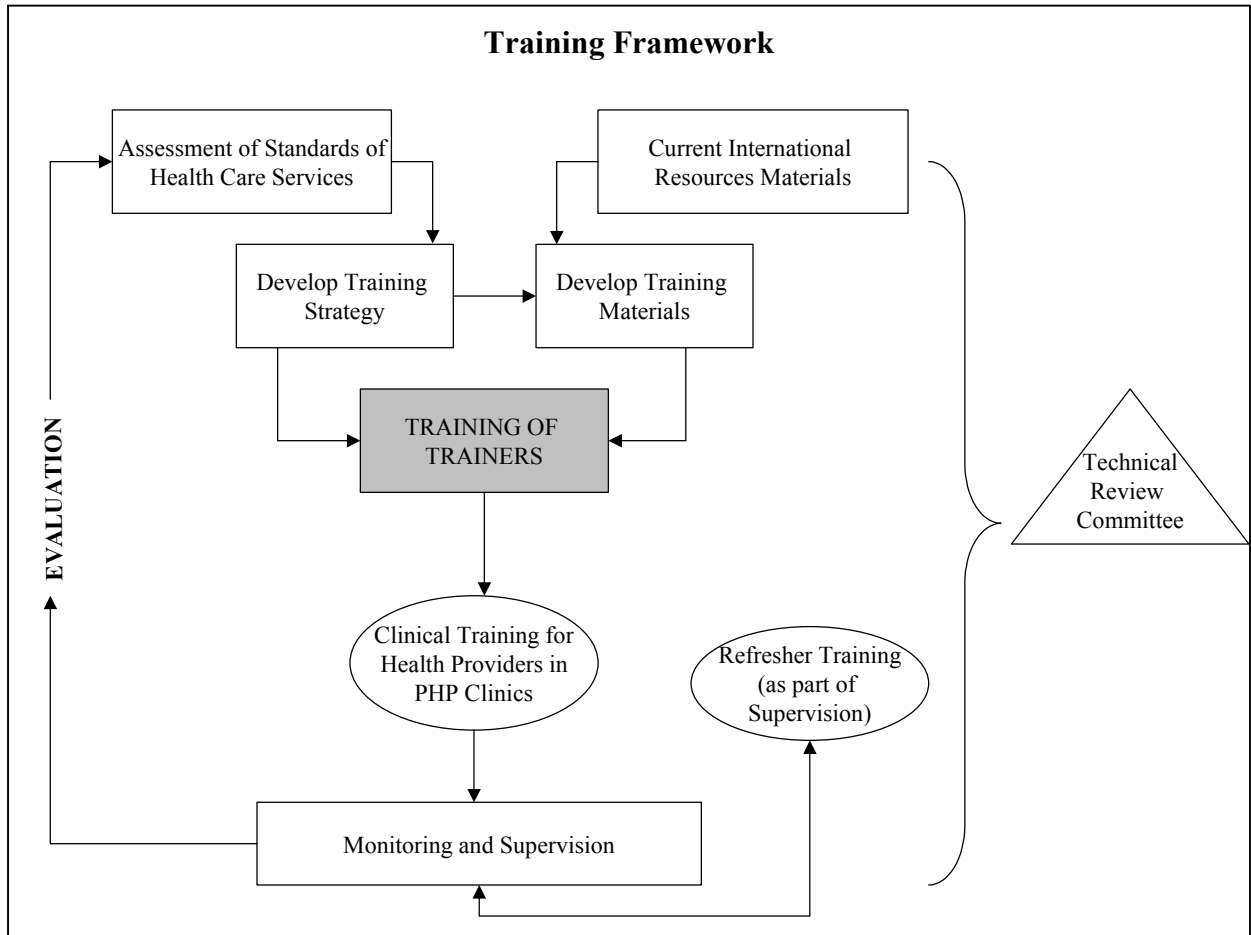 Training Framework
Assessment of Standards of
Health Care Services
Current International
Resources Materials
Develop Training
Strategy
Develop Training
Materials
TRAINING OF
TRAINERS
EVALUATION
Technical
Review
Committee
Clinical Training for
Health Providers in
PHP Clinics
Refresher Training
(as part of
Supervision)
Monitoring and Supervision